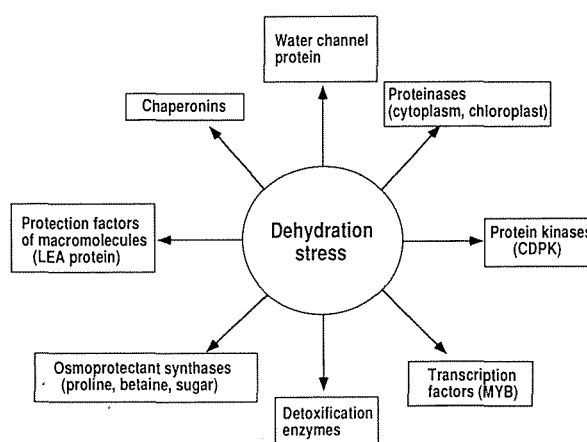 Water channel
protein
Proteinases
(cytoplasm, chloroplast)
Chaperonins
Protection factors
of macromolecules
(LEA protein)
Dehydration
stress
Protein kinases
(CDPK)
Osmoprotectant synthases
(proline, betaine, sugar)
Transcription
factors (MYB)
Detoxification
enzymes